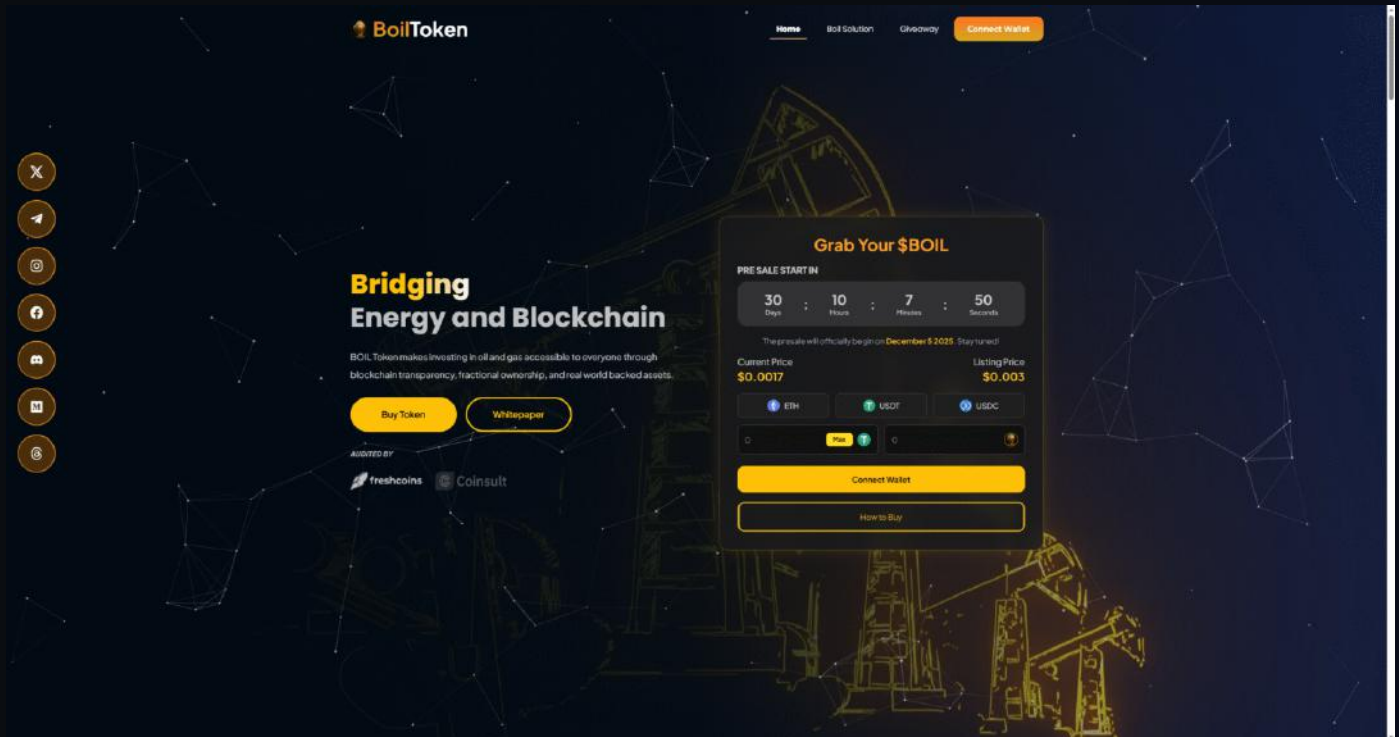 BoilToken
Home Boil Solution Giveaway Connect Wallet
Bridging
Energy and Blockchain
BOIL Token makes investing in oil and gas accessible to everyone through
blockchain transparency, fractional ownership, and real world backed assets.
Buy Token Whitepaper
AUDITED BY
freshcoins Coinsult
Grab Your $BOIL
PRE SALE START IN
30 : 10 : 7 : 50
Days Hours Minutes Seconds
The presale will officially begin on December 5 2025. Stay tuned!
Current Price Listing Price
$0.0017 $0.003
ETH USDT USDC
0 Max 0
Connect Wallet
How to Buy